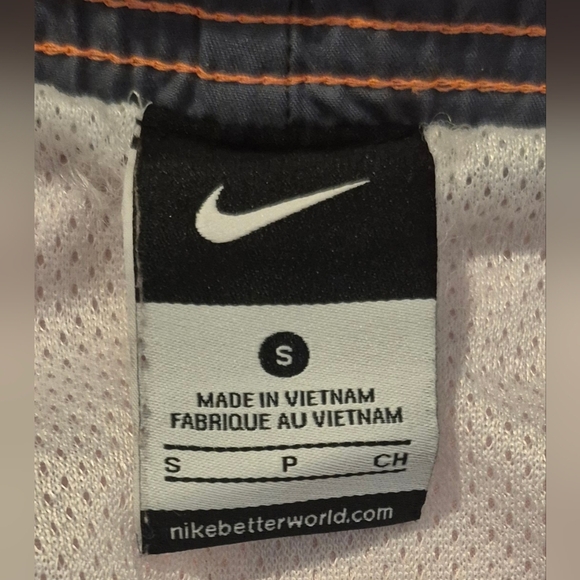 S
MADE IN VIETNAM
FABRIQUE AU VIETNAM
S P CH
nikebetterworld.com